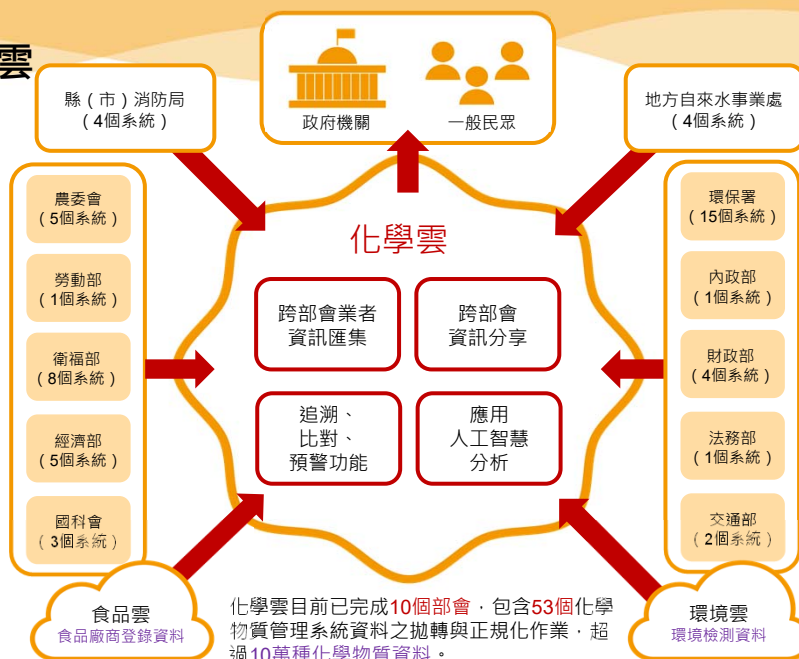 雲
政府機關
一般民眾
縣（市）消防局
（4個系統）
地方自來水事業處
（4個系統）
農委會
（5個系統）
勞動部
（1個系統）
衛福部
（8個系統）
經濟部
（5個系統）
國科會
（3個系統）
化學雲
跨部會業者
資訊匯集
跨部會
資訊分享
追溯、
比對、
預警功能
應用
人工智慧
分析
環保署
（15個系統）
內政部
（1個系統）
財政部
（4個系統）
法務部
（1個系統）
交通部
（2個系統）
食品雲
食品廠商登錄資料
化學雲目前已完成10個部會，包含53個化學
物質管理系統資料之拋轉與正規化作業，超
過10萬種化學物質資料。
環境雲
環境檢測資料